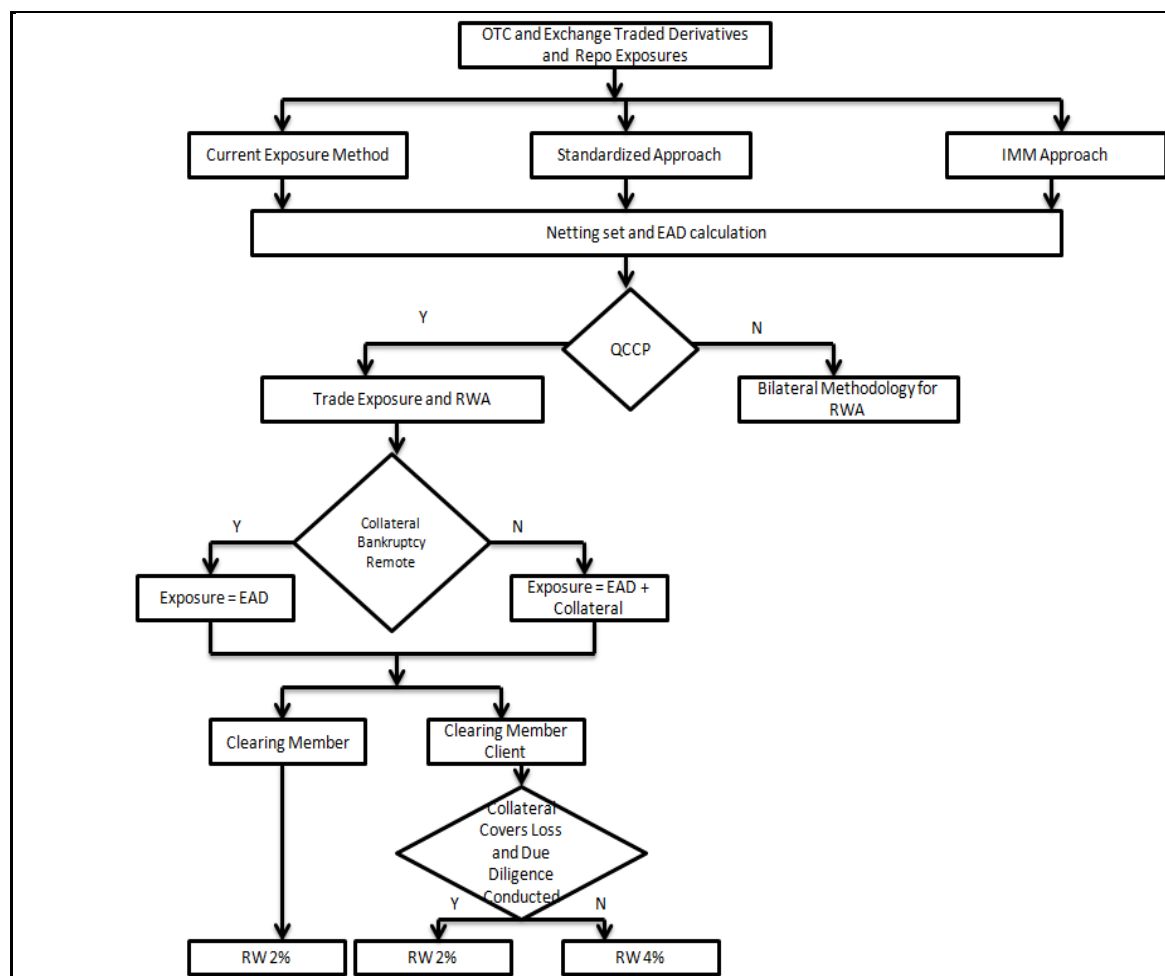 OTC and Exchange Traded Derivatives
and Repo Exposures
Current Exposure Method
Standardized Approach
IMM Approach
Netting set and EAD calculation
Y
N
QCCP
Trade Exposure and RWA
Bilateral Methodology for
RWA
Y
N
Collateral
Bankruptcy
Remote
Exposure = EAD
Exposure = EAD +
Collateral
Clearing Member
Clearing Member
Client
Collateral
Covers Loss
and Due
Diligence
Conducted
Y
N
RW 2%
RW 2%
RW 4%